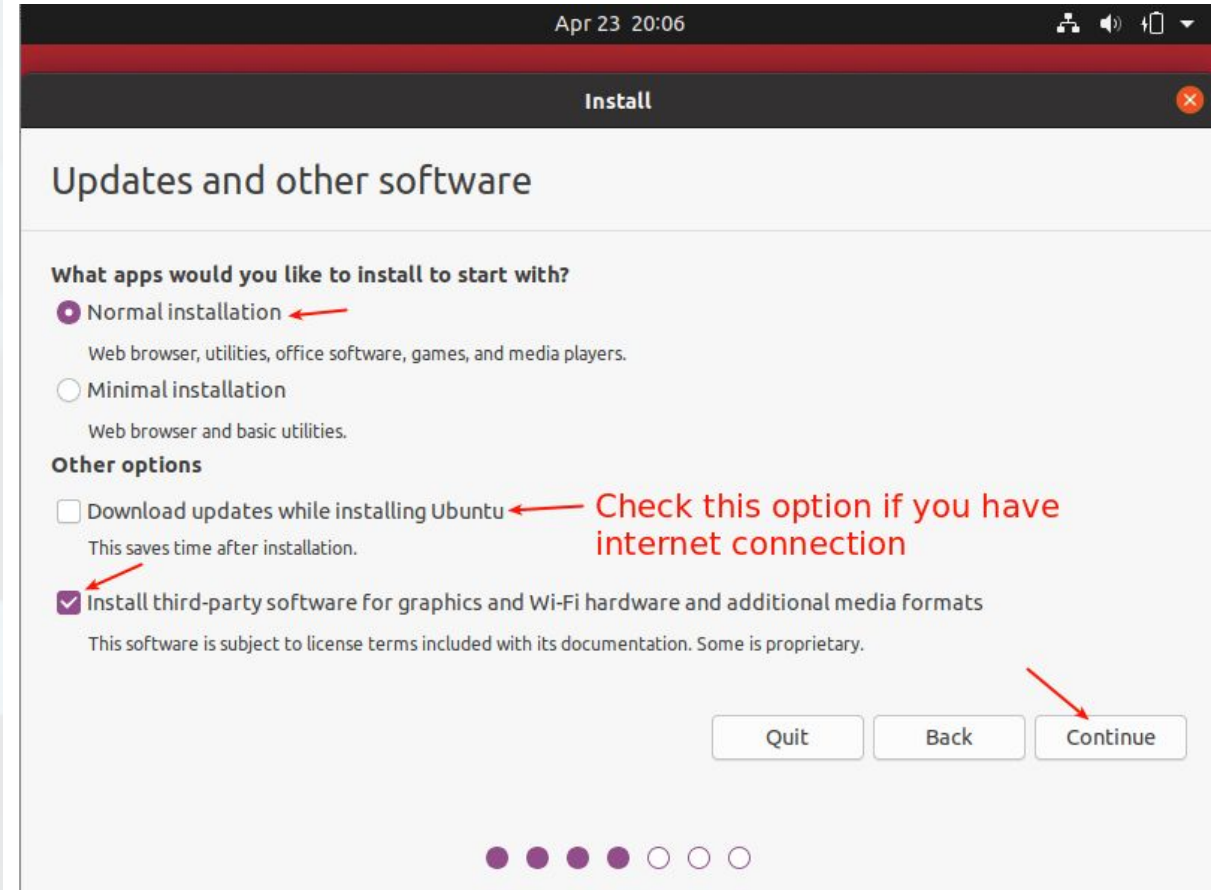 Apr 23 20:06
Install
Updates and other software
What apps would you like to install to start with?
Normal installation
Web browser, utilities, office software, games, and media players.
Minimal installation
Web browser and basic utilities.
Other options
Download updates while installing Ubuntu
Check this option if you have
internet connection
This saves time after installation.
Install third-party software for graphics and Wi-Fi hardware and additional media formats
This software is subject to license terms included with its documentation. Some is proprietary.
Quit Back Continue